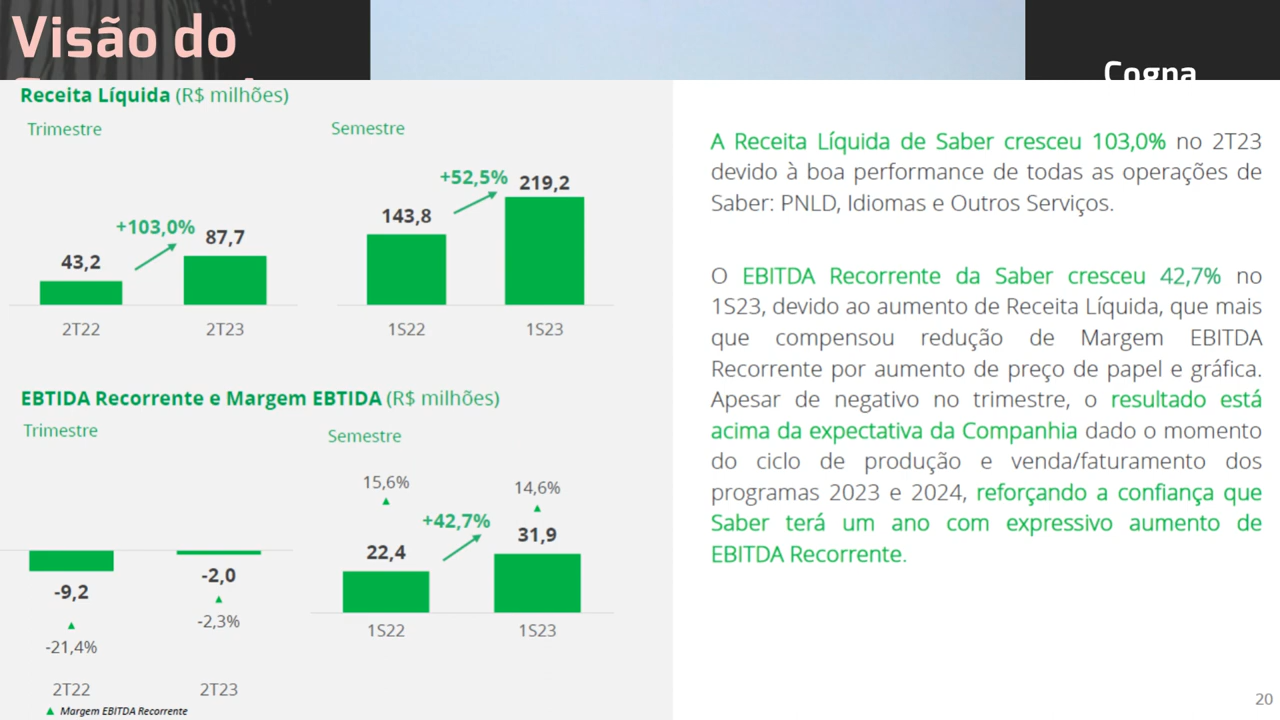 Visão do
Cogna
Receita Líquida (R$ milhões)
Trimestre
Semestre
+52,5%
219,2
143,8
+103,0%
87,7
43,2
2T22
2T23
1S22
1S23
EBTIDA Recorrente e Margem EBTIDA (R$ milhões)
Trimestre
Semestre
15,6%
14,6%
+42,7%
31,9
22,4
-9,2
-2,0
-2,3%
-21,4%
1S22
1S23
2T22
2T23
Margem EBITDA Recorrente
A Receita Líquida de Saber cresceu 103,0% no 2T23
devido à boa performance de todas as operações de
Saber: PNLD, Idiomas e Outros Serviços.
O EBITDA Recorrente da Saber cresceu 42,7% no
1S23, devido ao aumento de Receita Líquida, que mais
que compensou redução de Margem EBITDA
Recorrente por aumento de preço de papel e gráfica.
Apesar de negativo no trimestre, o resultado está
acima da expectativa da Companhia dado o momento
do ciclo de produção e venda/faturamento dos
programas 2023 e 2024, reforçando a confiança que
Saber terá um ano com expressivo aumento de
EBITDA Recorrente.
20